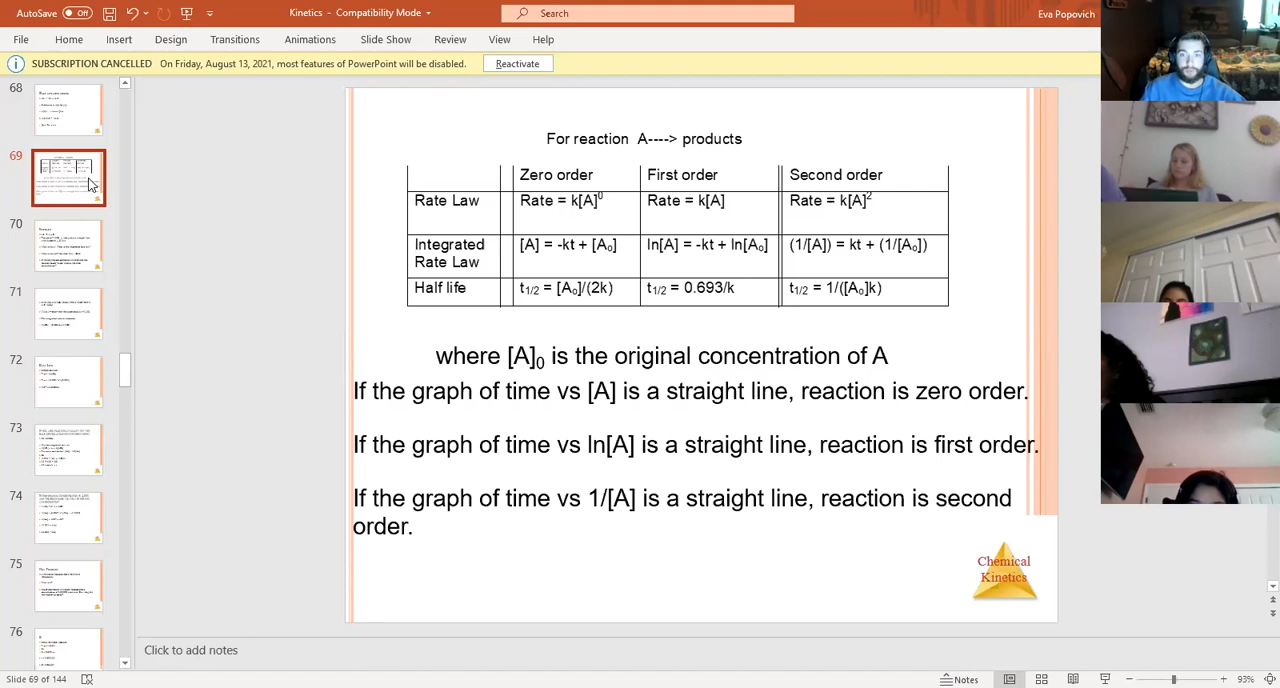 AutoSave Off Kinetics - Compatibility Mode Search Eva Popovich
File Home Insert Design Transitions Animations Slide Show Review View Help
SUBSCRIPTION CANCELLED On Friday, August 13, 2021, most features of PowerPoint will be disabled. Reactivate
68
69
70
71
72
73
74
75
76
For reaction A----> products
Zero order First order Second order
Rate Law Rate = k[A]⁰ Rate = k[A] Rate = k[A]²
Integrated [A] = -kt + [A₀] ln[A] = -kt + ln[A₀] (1/[A]) = kt + (1/[A₀])
Rate Law
Half life t1/2 = [A₀]/(2k) t1/2 = 0.693/k t1/2 = 1/([A₀]k)
where [A]₀ is the original concentration of A
If the graph of time vs [A] is a straight line, reaction is zero order.
If the graph of time vs ln[A] is a straight line, reaction is first order.
If the graph of time vs 1/[A] is a straight line, reaction is second
order.
Chemical
Kinetics
Click to add notes
Slide 69 of 144 Notes 93%